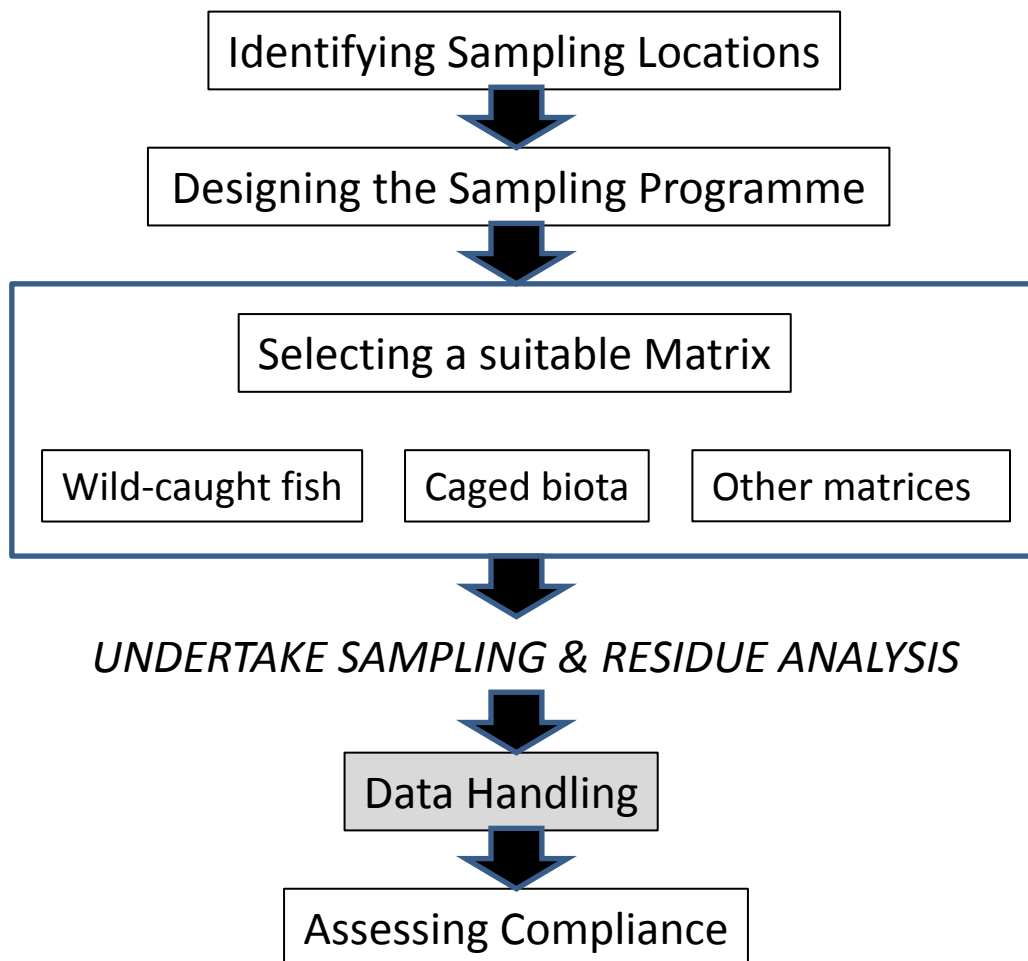 Identifying Sampling Locations
Designing the Sampling Programme
Selecting a suitable Matrix
Wild-caught fish
Caged biota
Other matrices
UNDERTAKE SAMPLING & RESIDUE ANALYSIS
Data Handling
Assessing Compliance